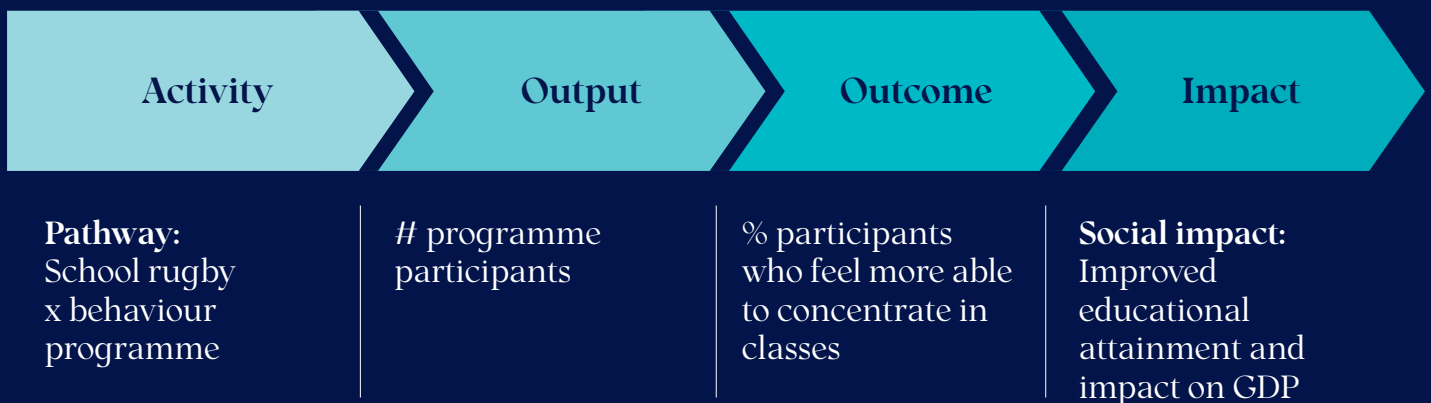 Activity
Output
Outcome
Impact
Pathway:
School rugby
x behaviour
programme
# programme
participants
% participants
who feel more able
to concentrate in
classes
Social impact:
Improved
educational
attainment and
impact on GDP